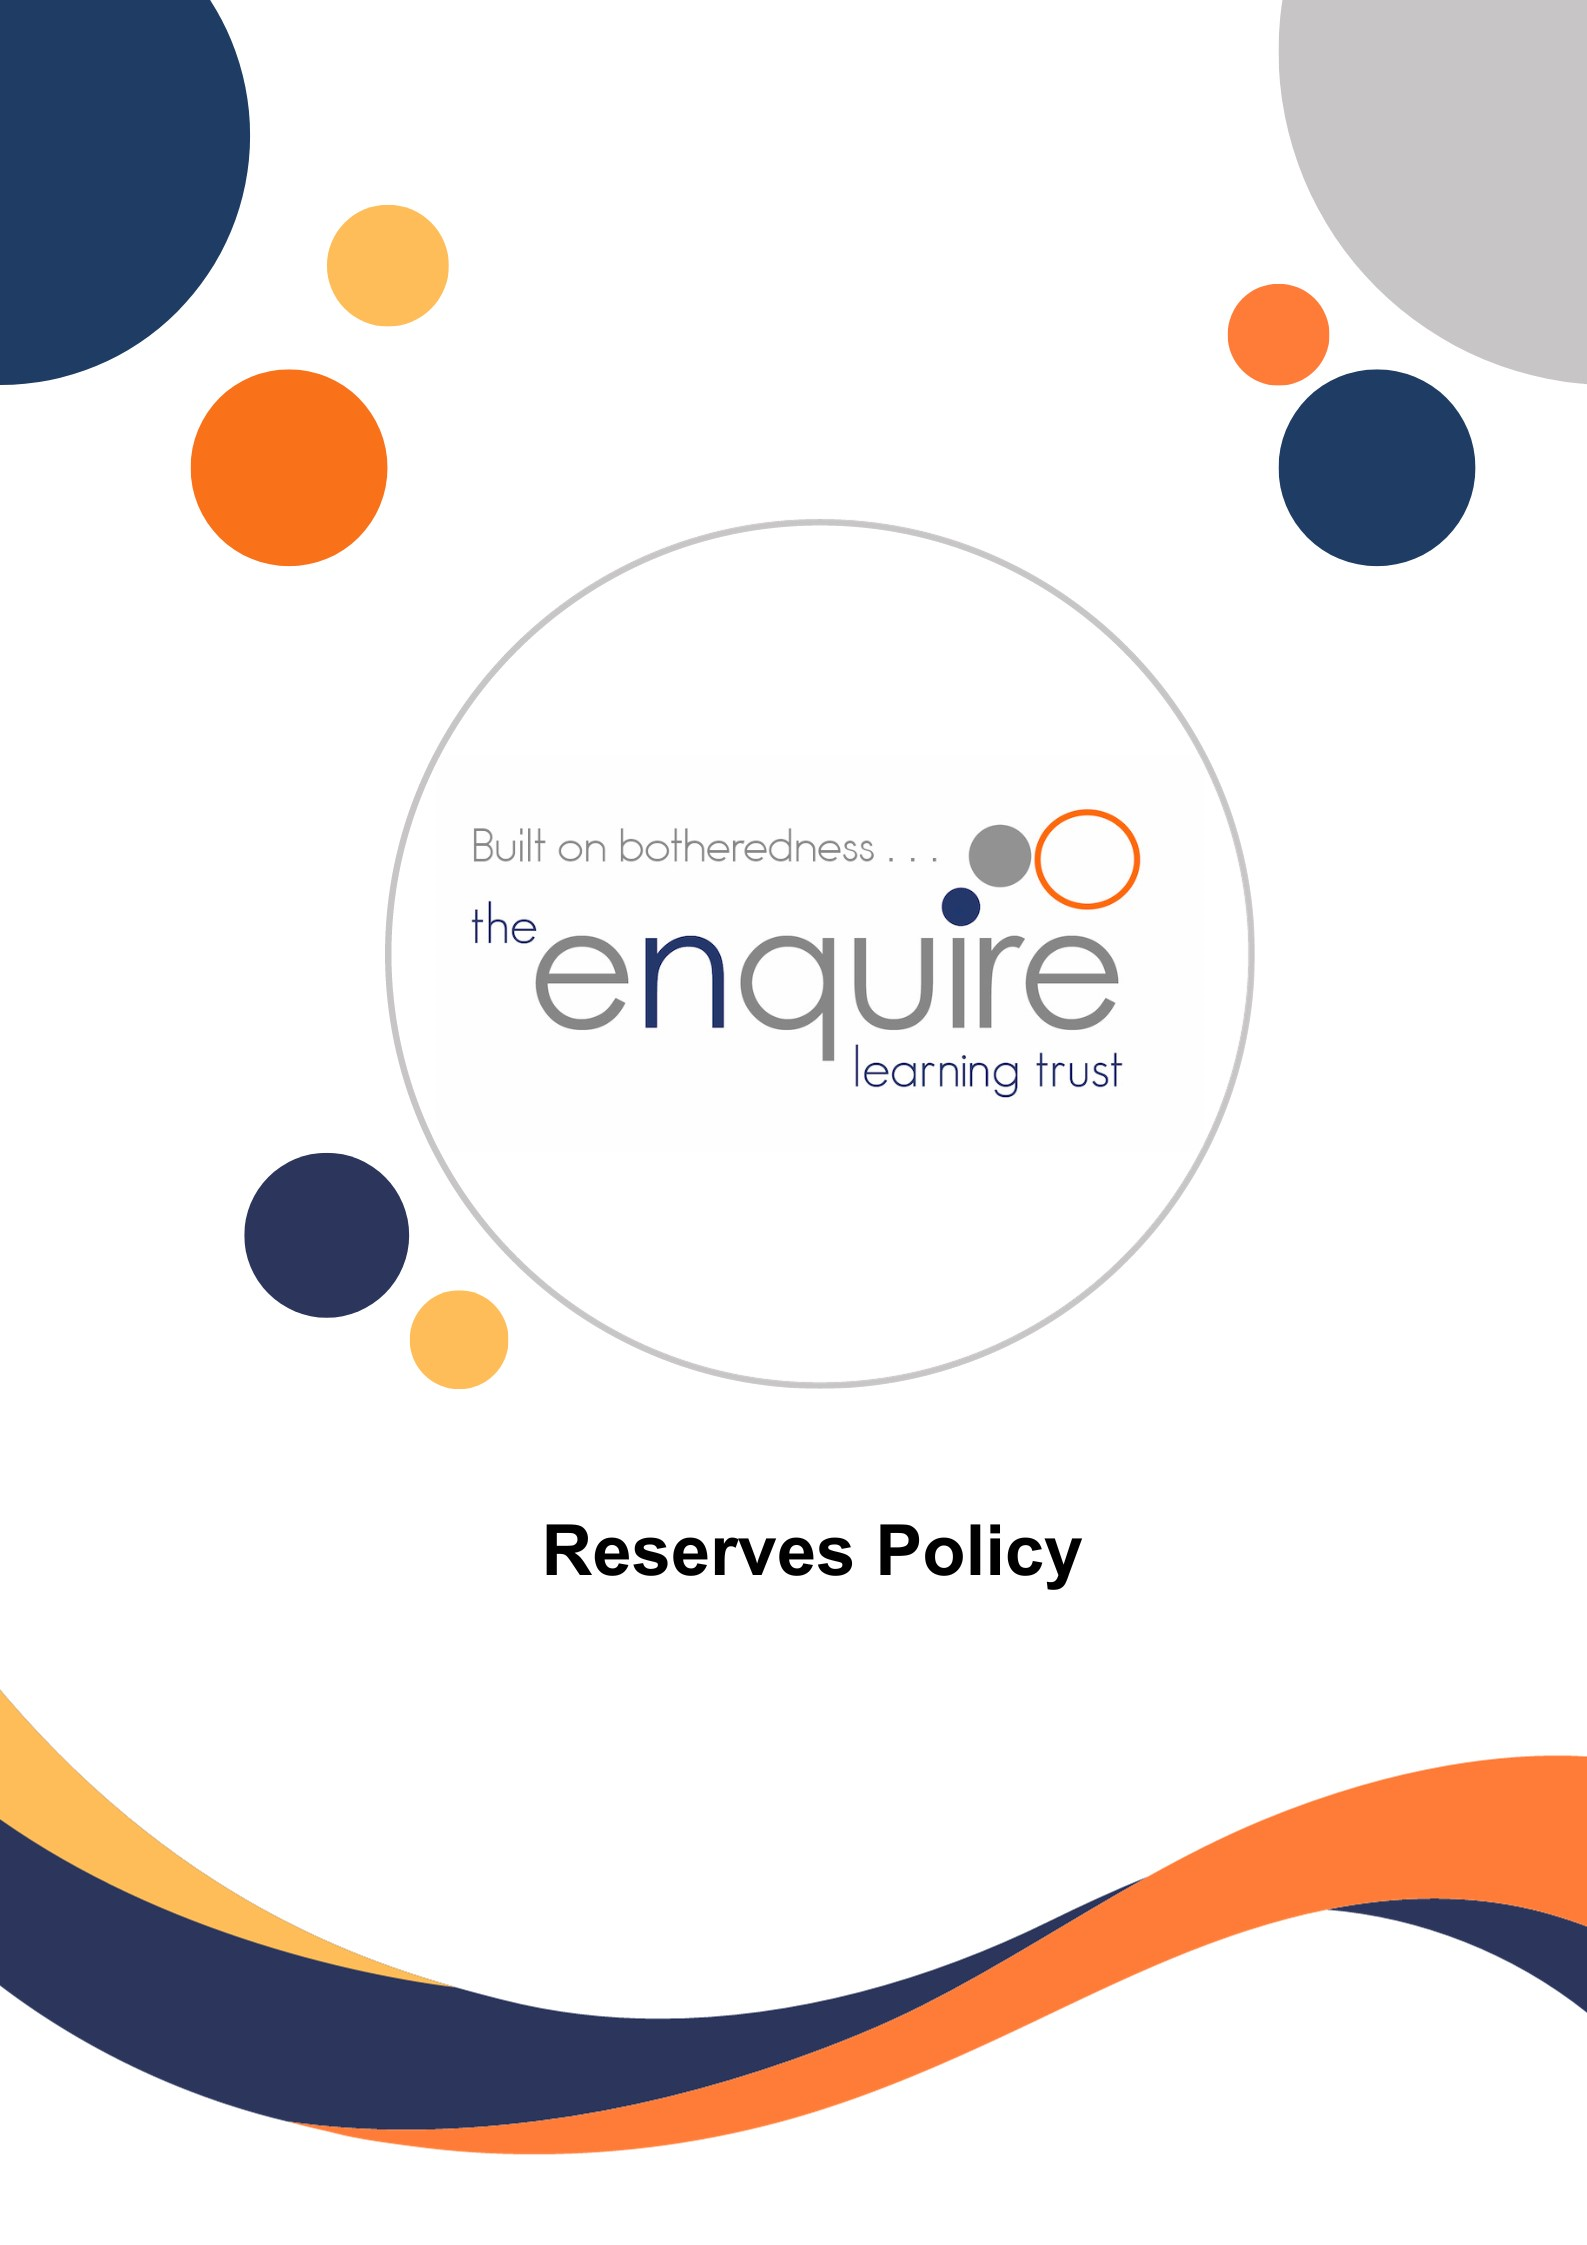 Built on botheredness . . .
the
enquire
learning trust
Reserves Policy